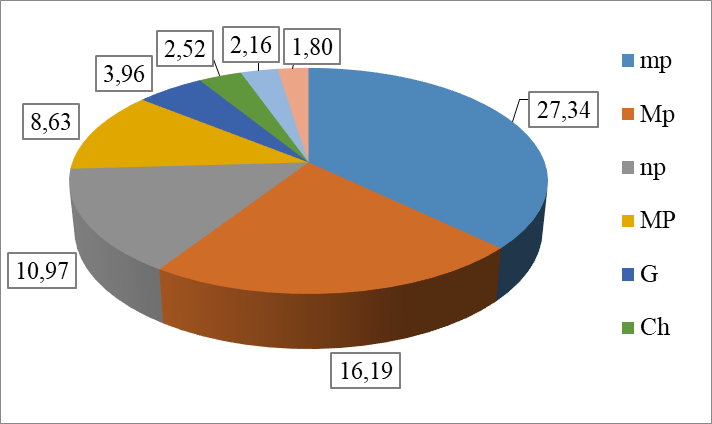 2,52
2,16
1,80
3,96
8,63
27,34
10,97
16,19
mp
Mp
np
MP
G
Ch